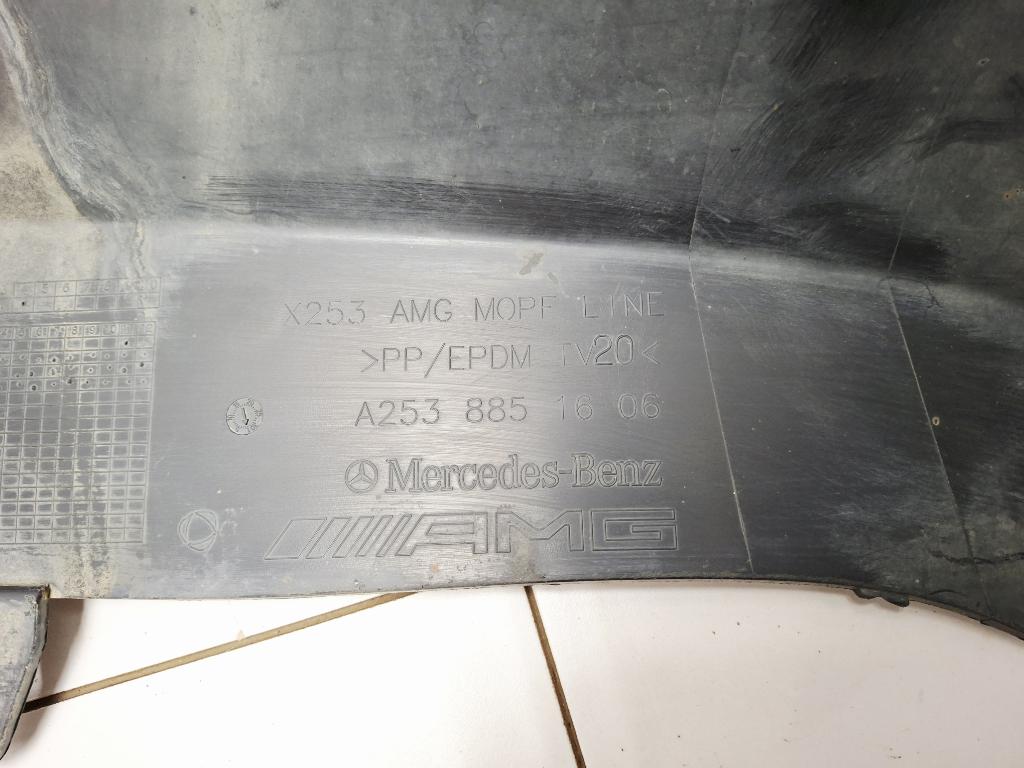 X253 AMG MOPF LINE
>PP/EPDM TV20<
A253 885 16 06
Mercedes-Benz
AMG